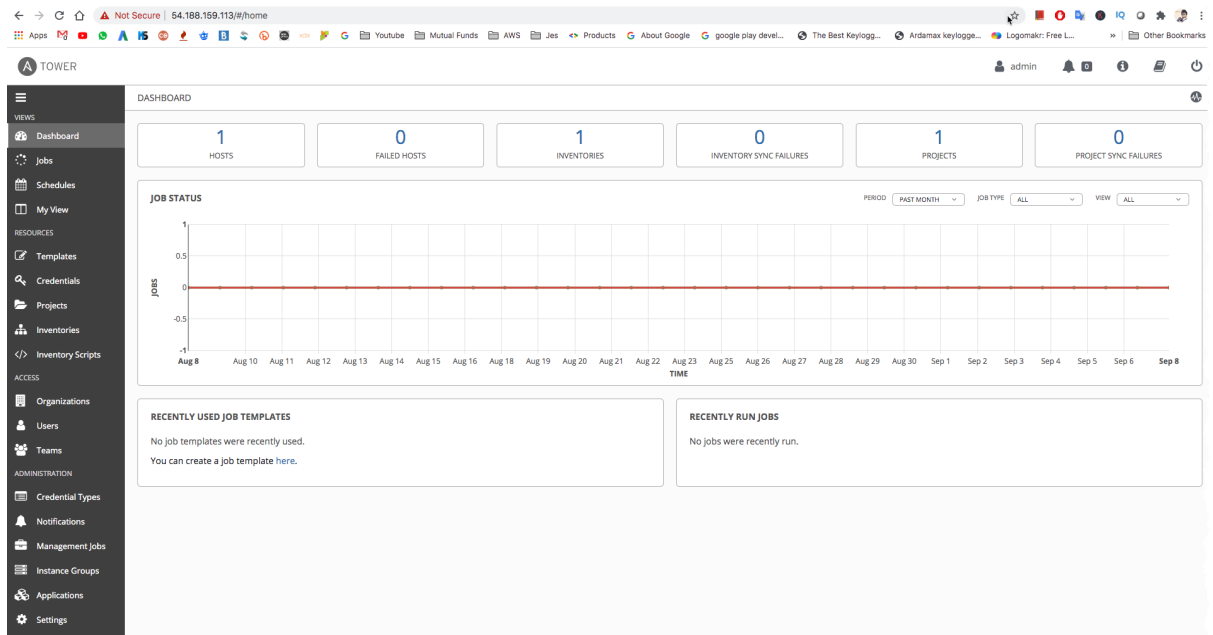 Not Secure | 54.188.159.113/#/home
Apps Youtube Mutual Funds AWS Jes Products About Google google play devel... The Best Keylogg... Ardamax keylogge... Logomakr: Free L... » Other Bookmarks
A TOWER admin 0
DASHBOARD
VIEWS
Dashboard
Jobs
Schedules
My View
RESOURCES
Templates
Credentials
Projects
Inventories
Inventory Scripts
ACCESS
Organizations
Users
Teams
ADMINISTRATION
Credential Types
Notifications
Management Jobs
Instance Groups
Applications
Settings
1 0 1 0 1 0
HOSTS FAILED HOSTS INVENTORIES INVENTORY SYNC FAILURES PROJECTS PROJECT SYNC FAILURES
JOB STATUS PERIOD PAST MONTH JOB TYPE ALL VIEW ALL
1
0.5
0
-0.5
-1
JOBS
Aug 8 Aug 10 Aug 11 Aug 12 Aug 13 Aug 14 Aug 15 Aug 16 Aug 18 Aug 19 Aug 20 Aug 21 Aug 22 Aug 23 Aug 25 Aug 26 Aug 27 Aug 28 Aug 29 Aug 30 Sep 1 Sep 2 Sep 3 Sep 4 Sep 5 Sep 6 Sep 8
TIME
RECENTLY USED JOB TEMPLATES
No job templates were recently used.
You can create a job template here.
RECENTLY RUN JOBS
No jobs were recently run.